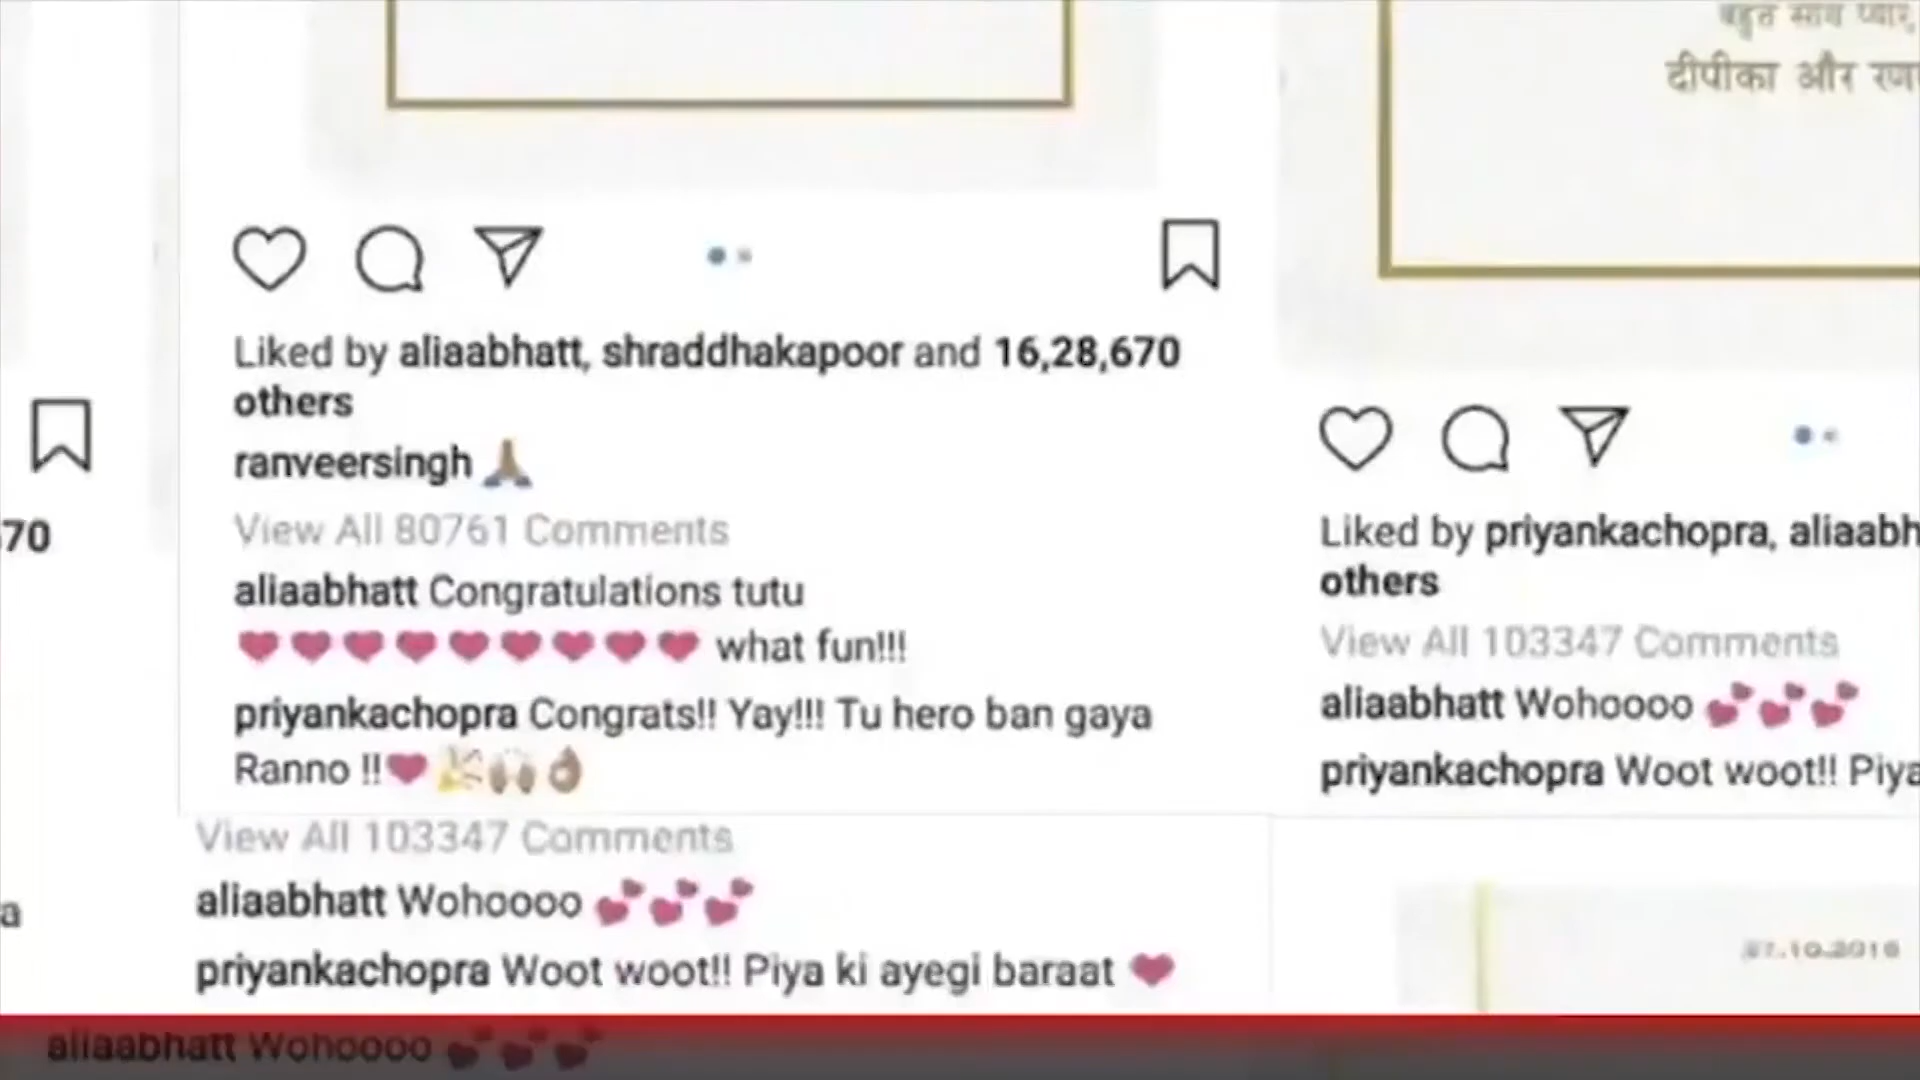 बहुत सारा प्यार,
दीपीका और
Liked by aliaabhatt, shraddhakapoor and 16,28,670
others
ranveersingh 🙏🏽
View All 80761 Comments
aliaabhatt Congratulations tutu
❤❤❤❤❤❤❤❤❤ what fun!!!
priyankachopra Congrats!! Yay!!! Tu hero ban gaya
Ranno !!❤🎉🙌🏽👌🏽
70
a
Liked by priyankachopra, aliaabh
others
View All 103347 Comments
aliaabhatt Wohoooo 💕💕💕
priyankachopra Woot woot!! Piya
View All 103347 Comments
aliaabhatt Wohoooo 💕💕💕
priyankachopra Woot woot!! Piya ki ayegi baraat ❤
aliaabhatt Wohoooo 💕💕💕